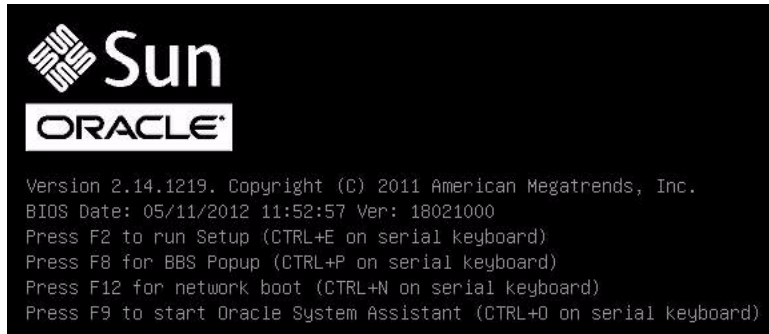 Sun
ORACLE
Version 2.14.1219. Copyright (C) 2011 American Megatrends, Inc.
BIOS Date: 05/11/2012 11:52:57 Ver: 18021000
Press F2 to run Setup (CTRL+E on serial keyboard)
Press F8 for BBS Popup (CTRL+P on serial keyboard)
Press F12 for network boot (CTRL+N on serial keyboard)
Press F9 to start Oracle System Assistant (CTRL+O on serial keyboard)